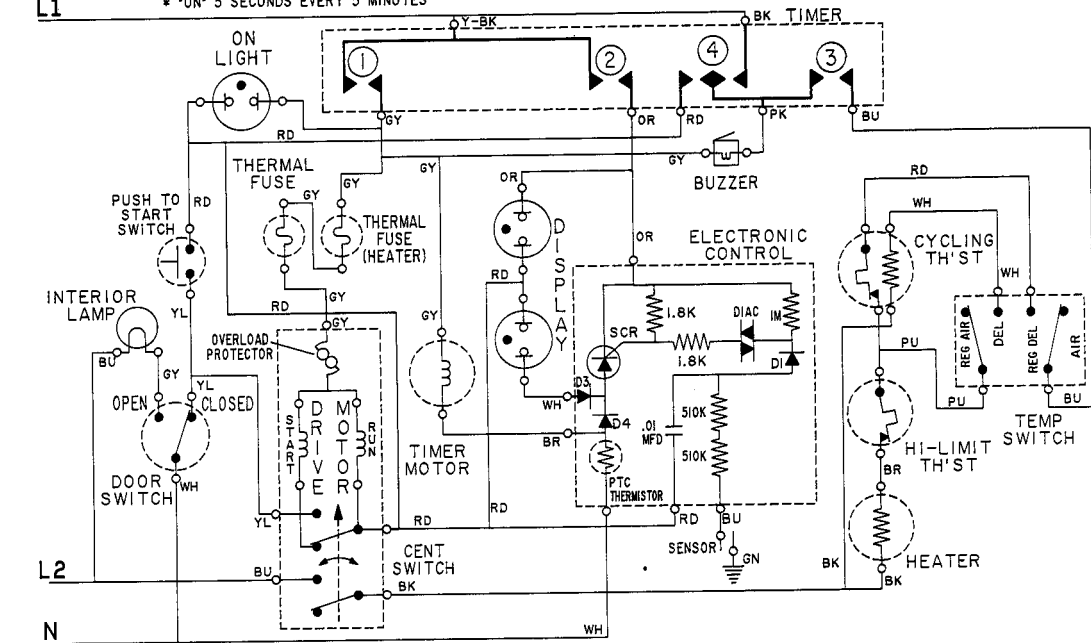 L1
* "ON" 5 SECONDS EVERY 5 MINUTES
Y-BK
BK
TIMER
ON
LIGHT
1
2
4
3
GY
OR
RD
PK
BU
RD
GY
BUZZER
THERMAL
FUSE
GY
GY
GY
OR
RD
WH
PUSH TO
START
SWITCH
RD
THERMAL
FUSE
(HEATER)
DISPLAY
OR
ELECTRONIC
CONTROL
CYCLING
TH'ST
WH
RD
YL
GY
RD
GY
GY
INTERIOR
LAMP
BU
GY
YL
OPEN
CLOSED
OVERLOAD
PROTECTOR
SCR
1.8K
DIAC
1M
1.8K
D1
PU
REG AIR
DEL
REG DEL
AIR
PU
BU
TEMP
SWITCH
START
DRIVE
MOTOR
RUN
TIMER
MOTOR
WH
D3
BR
D4
.01
MFD
510K
510K
PTC
THERMISTOR
HI-LIMIT
TH'ST
BR
DOOR
SWITCH
WH
YL
RD
RD
RD
BU
SENSOR
GN
CENT
SWITCH
HEATER
L2
BU
BK
BK
BK
N
WH